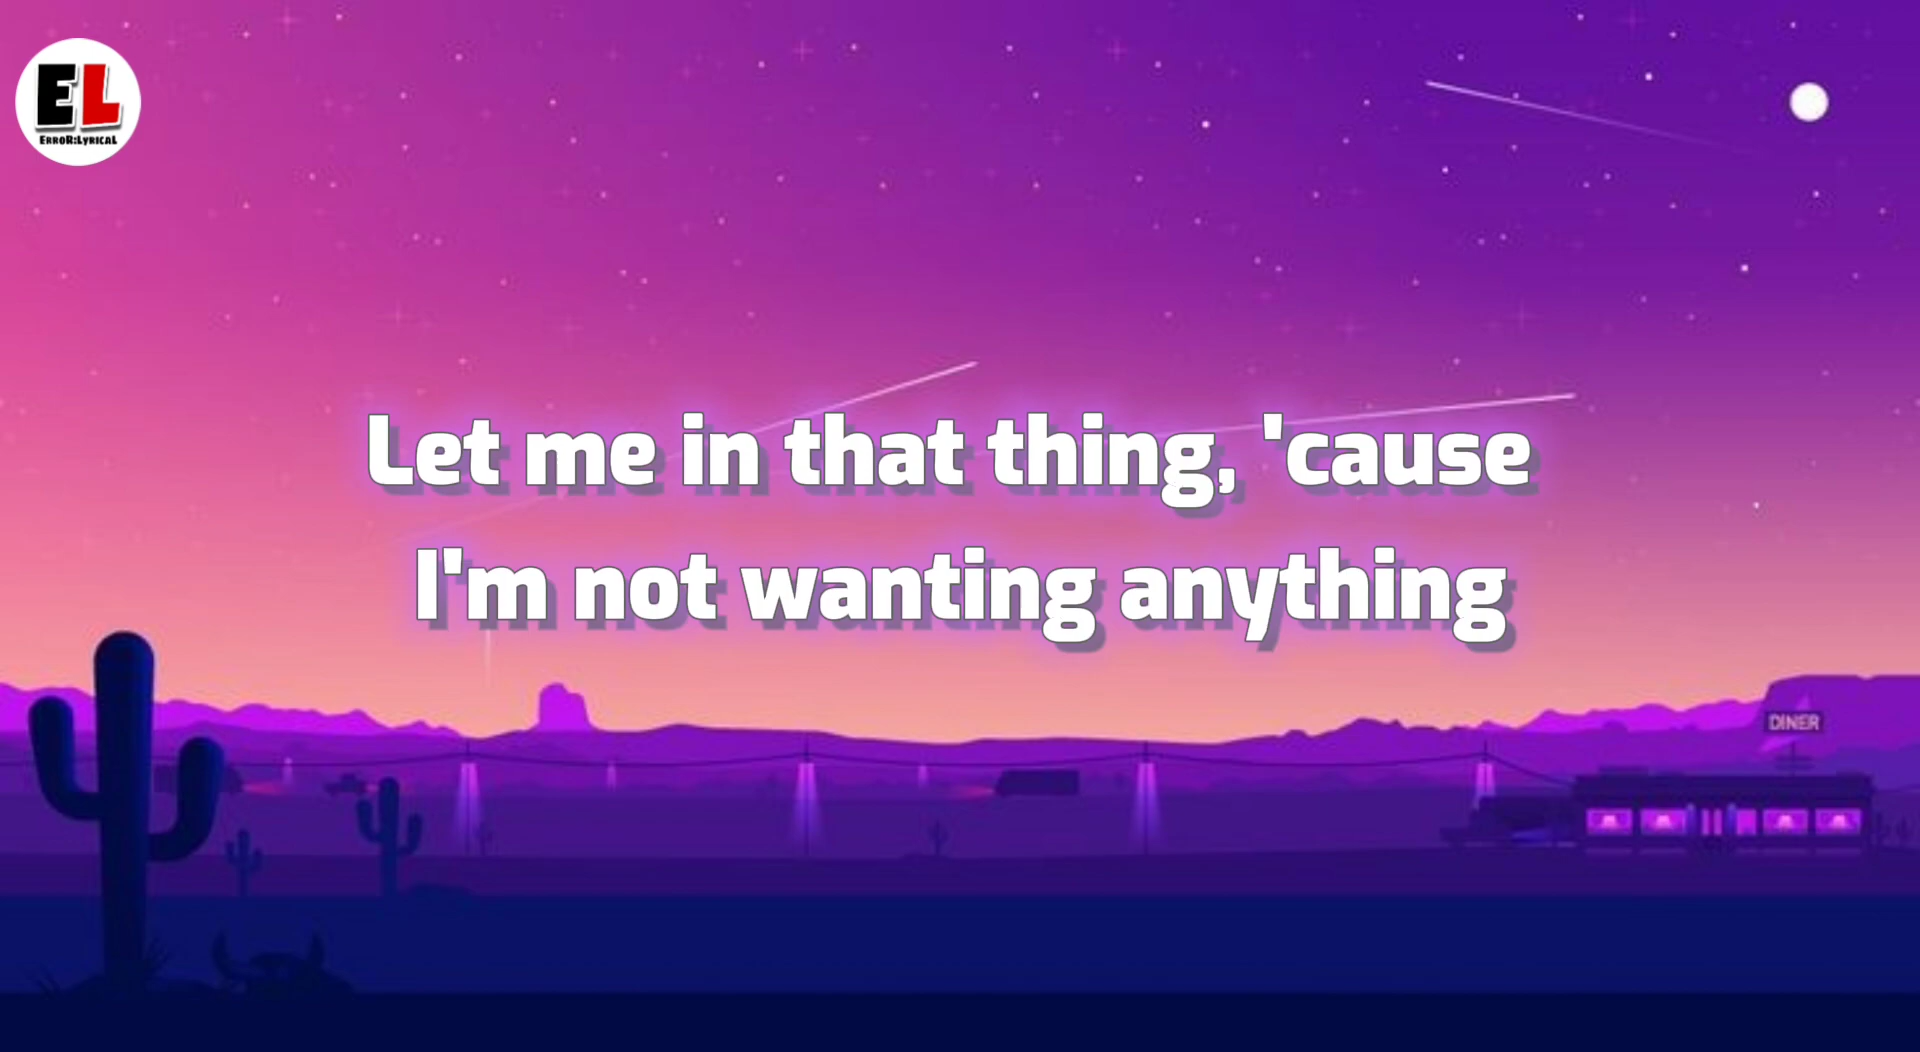 EL
ErroR:LyricaL
Let me in that thing, 'cause
I'm not wanting anything
DINER